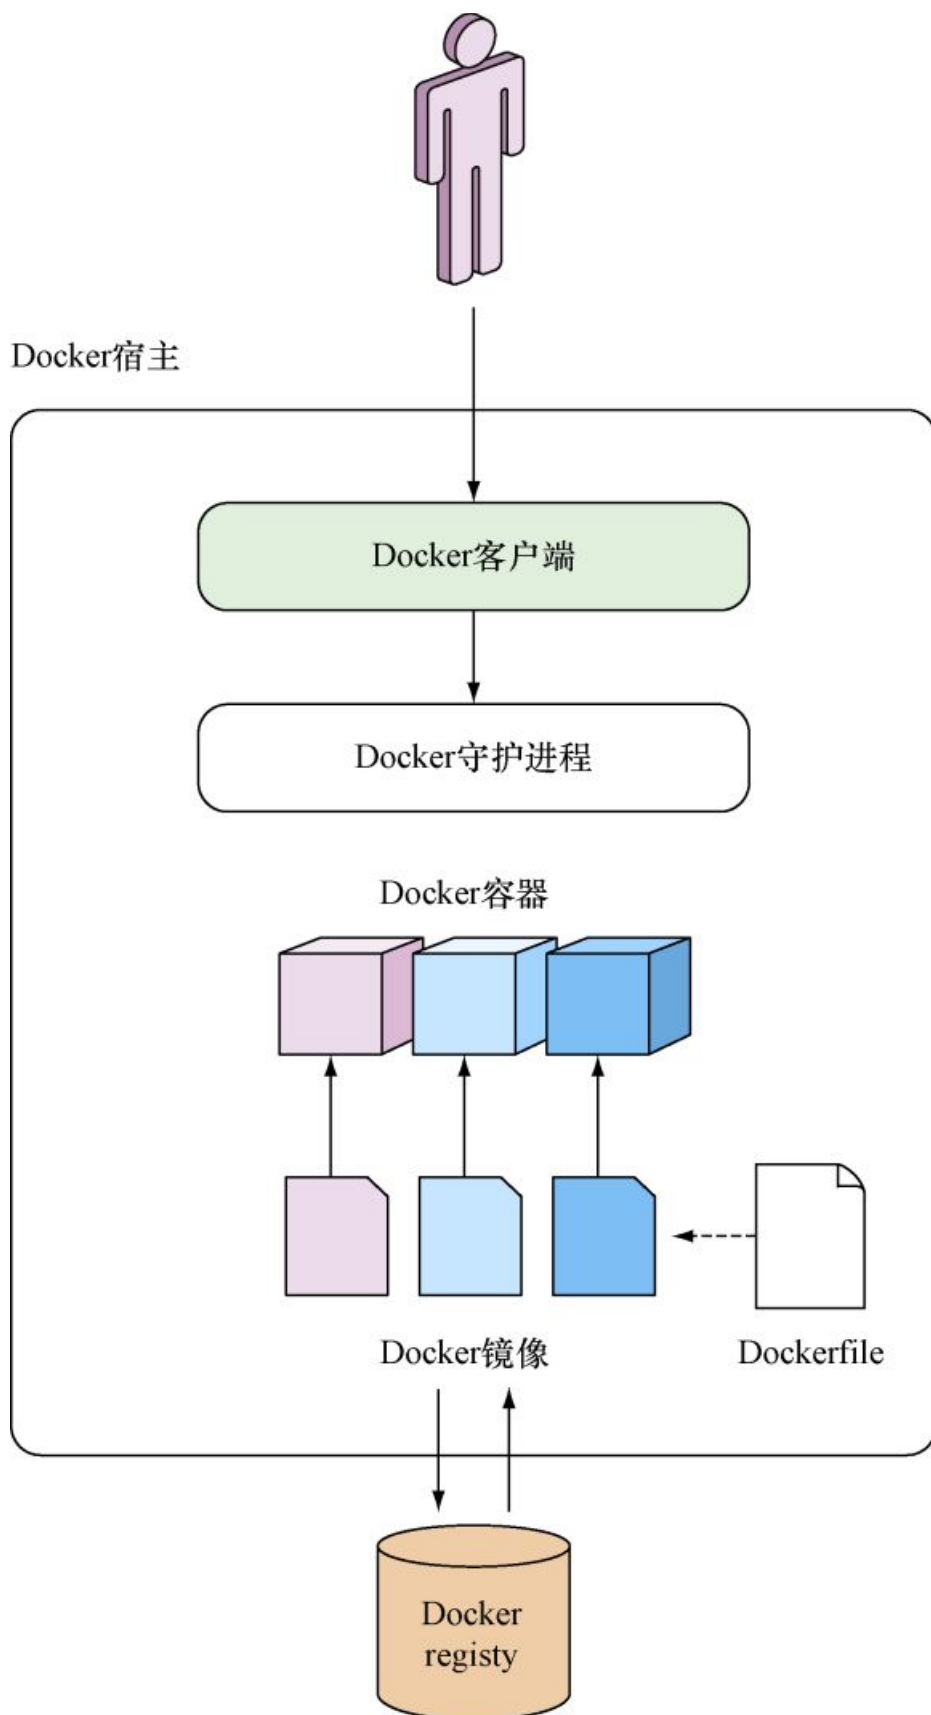 Docker宿主
Docker客户端
Docker守护进程
Docker容器
Docker镜像
Dockerfile
Docker
registy